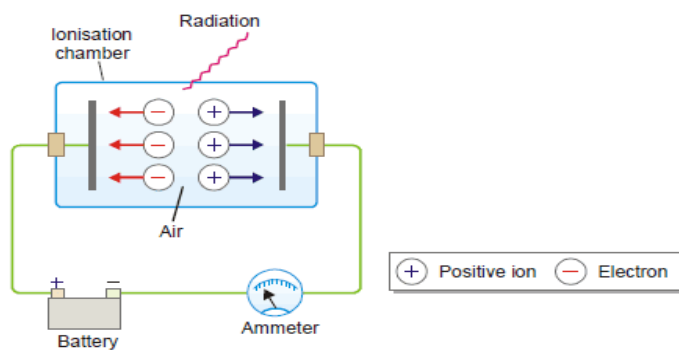 Radiation
Ionisation
chamber
− +
− +
− +
Air
+ −
Battery
Ammeter
+ Positive ion − Electron